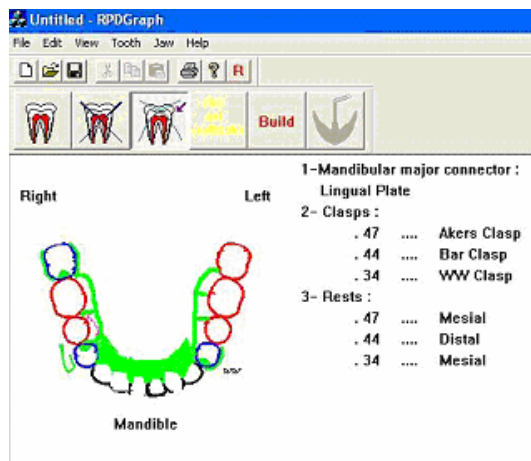 Untitled - RPDGraph
File Edit View Tooth Jaw Help
R
Build
Right Left
1-Mandibular major connector :
Lingual Plate
2- Clasps :
. 47 .... Akers Clasp
. 44 .... Bar Clasp
. 34 .... WW Clasp
3- Rests :
. 47 .... Mesial
. 44 .... Distal
. 34 .... Mesial
ww
Mandible